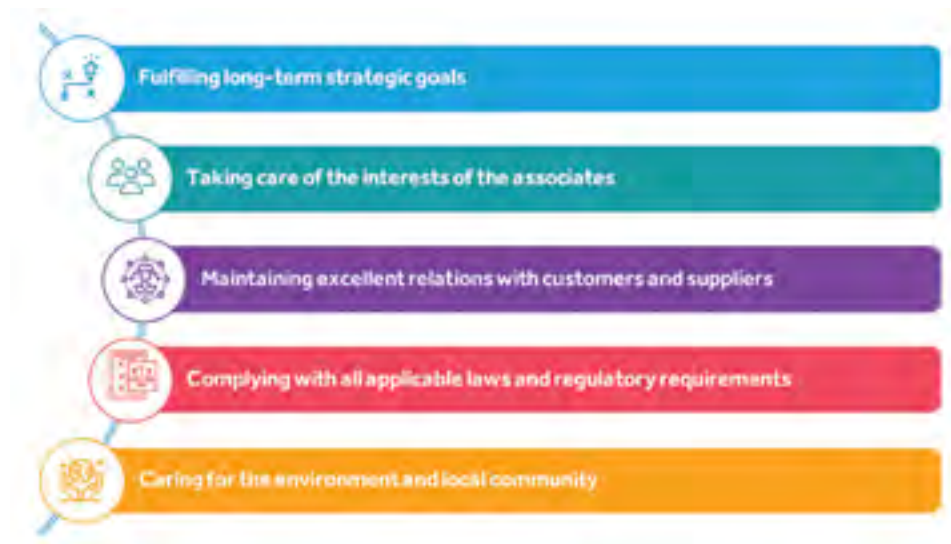 Fulfilling long-term strategic goals
Taking care of the interests of the associates
Maintaining excellent relations with customers and suppliers
Complying with all applicable laws and regulatory requirements
Caring for the environment and local community